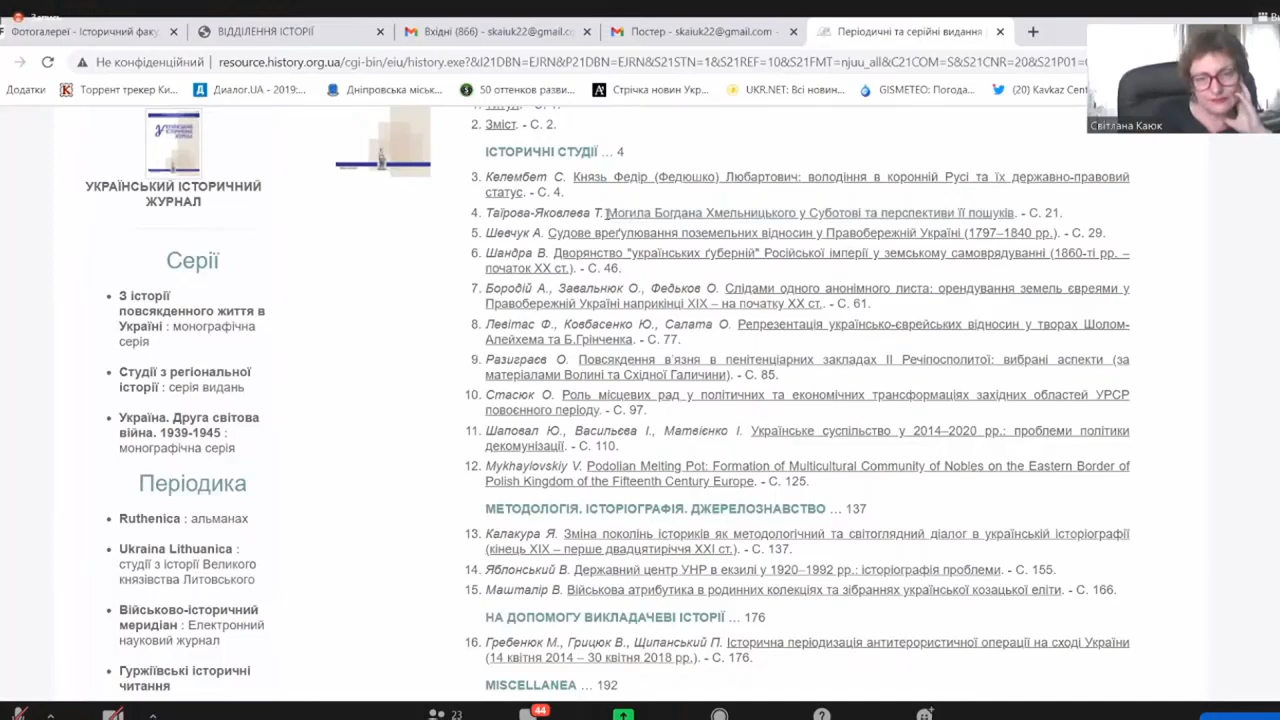 Запись
Фотогалереї - Історичний факу
ВІДДІЛЕННЯ ІСТОРІЇ
Вхідні (66) - skaiuk22@gmail.co
Постер - skaiuk22@gmail.com -
Періодичні та серійні видання
Не конфіденційний
resource.history.org.ua/cgi-bin/eiu/history.exe?&I21DBN=EJRN&P21DBN=EJRN&S21STN=1&S21REF=10&S21FMT=njuu_all&C21COM=S&S21CNR=20&S21P01=
Додатки
Торрент трекер Ки...
Диалог.UA - 2019:...
Дніпровська міськ...
50 оттенков разви...
Стрічка новин Укр...
UKR.NET: Всі новин...
GISMETEO: Погода...
(20) Kavkaz Cent
Світлана Каюк
УКРАЇНСЬКИЙ ІСТОРИЧНИЙ
ЖУРНАЛ
Серії
З історії
повсякденного життя в
Україні : монографічна
серія
Студії з регіональної
історії : серія видань
Україна. Друга світова
війна. 1939-1945 :
монографічна серія
Періодика
Ruthenica : альманах
Ukraina Lithuanica :
студії з історії Великого
князівства Литовського
Військово-історичний
меридіан : Електронний
науковий журнал
Гуржіївські історичні
читання
1. Титул. - С. 1.
2. Зміст. - С. 2.
ІСТОРИЧНІ СТУДІЇ ... 4
3. Келембет С. Князь Федір (Федюшко) Любартович: володіння в коронній Русі та їх державно-правовий
статус. - С. 4.
4. Таїрова-Яковлева Т. Могила Богдана Хмельницького у Суботові та перспективи її пошуків. - С. 21.
5. Шевчук А. Судове врегулювання поземельних відносин у Правобережній Україні (1797–1840 рр.). - С. 29.
6. Шандра В. Дворянство "українських ґуберній" Російської імперії у земському самоврядуванні (1860-ті рр. –
початок ХХ ст.). - С. 46.
7. Бородій А., Завальнюк О., Федьков О. Слідами одного анонімного листа: орендування земель євреями у
Правобережній Україні наприкінці ХІХ – на початку ХХ ст.. - С. 61.
8. Левітас Ф., Ковбасенко Ю., Салата О. Репрезентація українсько-єврейських відносин у творах Шолом-
Алейхема та Б.Грінченка. - С. 77.
9. Разиграєв О. Повсякдення в'язня в пенітенціарних закладах ІІ Речіпосполитої: вибрані аспекти (за
матеріалами Волині та Східної Галичини). - С. 85.
10. Стасюк О. Роль місцевих рад у політичних та економічних трансформаціях західних областей УРСР
повоєнного періоду. - С. 97.
11. Шаповал Ю., Васильєва І., Матвієнко І. Українське суспільство у 2014–2020 рр.: проблеми політики
декомунізації. - С. 110.
12. Mykhaylovskiy V. Podolian Melting Pot: Formation of Multicultural Community of Nobles on the Eastern Border of
Polish Kingdom of the Fifteenth Century Europe. - С. 125.
МЕТОДОЛОГІЯ. ІСТОРІОГРАФІЯ. ДЖЕРЕЛОЗНАВСТВО ... 137
13. Калакура Я. Зміна поколінь істориків як методологічний та світоглядний діалог в українській історіографії
(кінець ХІХ – перше двадцятиріччя ХХІ ст.). - С. 137.
14. Яблонський В. Державний центр УНР в екзилі у 1920–1992 рр.: історіографія проблеми. - С. 155.
15. Машталір В. Військова атрибутика в родинних колекціях та зібраннях української козацької еліти. - С. 166.
НА ДОПОМОГУ ВИКЛАДАЧЕВІ ІСТОРІЇ ... 176
16. Гребенюк М., Грицюк В., Щипанський П. Історична періодизація антитерористичної операції на сході України
(14 квітня 2014 – 30 квітня 2018 рр.). - С. 176.
MISCELLANEA ... 192
23
44